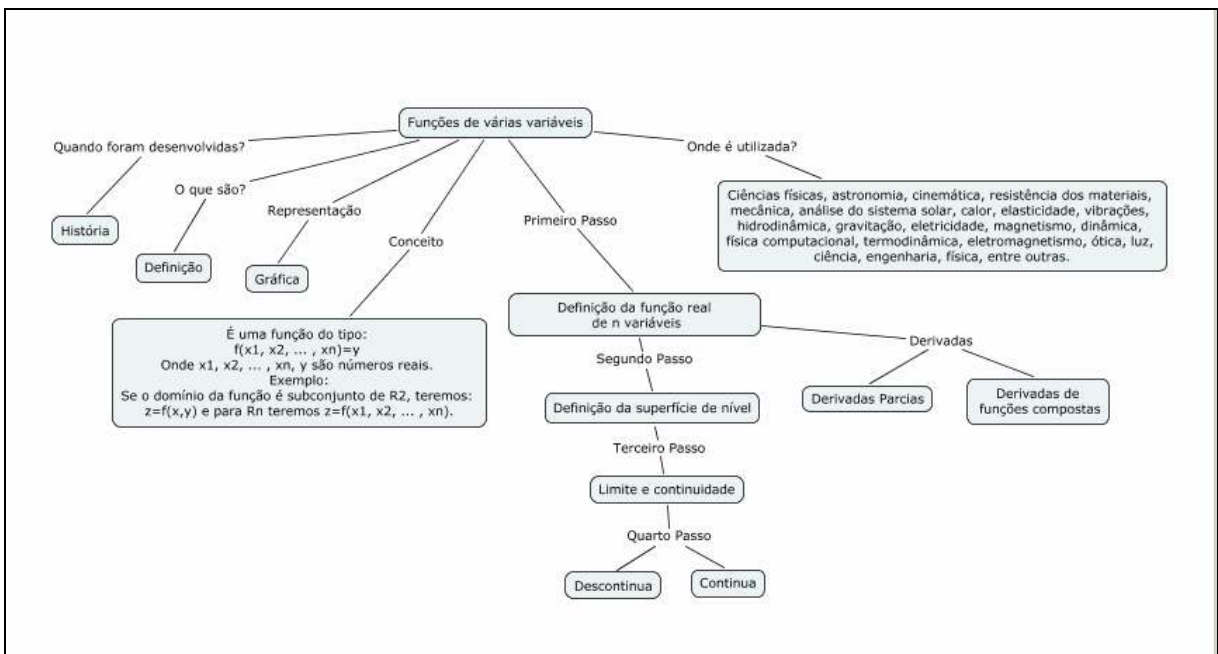 Funções de várias variáveis
Quando foram desenvolvidas?
Onde é utilizada?
O que são?
Representação
Conceito
Primeiro Passo
História
Definição
Gráfica
Ciências físicas, astronomia, cinemática, resistência dos materiais,
mecânica, análise do sistema solar, calor, elasticidade, vibrações,
hidrodinâmica, gravitação, eletricidade, magnetismo, dinâmica,
física computacional, termodinâmica, eletromagnetismo, ótica, luz,
ciência, engenharia, física, entre outras.
É uma função do tipo:
f(x1, x2, ... , xn)=y
Onde x1, x2, ... , xn, y são números reais.
Exemplo:
Se o domínio da função é subconjunto de R2, teremos:
z=f(x,y) e para Rn teremos z=f(x1, x2, ... , xn).
Definição da função real
de n variáveis
Segundo Passo
Derivadas
Definição da superfície de nível
Derivadas Parcias
Derivadas de
funções compostas
Terceiro Passo
Limite e continuidade
Quarto Passo
Descontinua
Continua